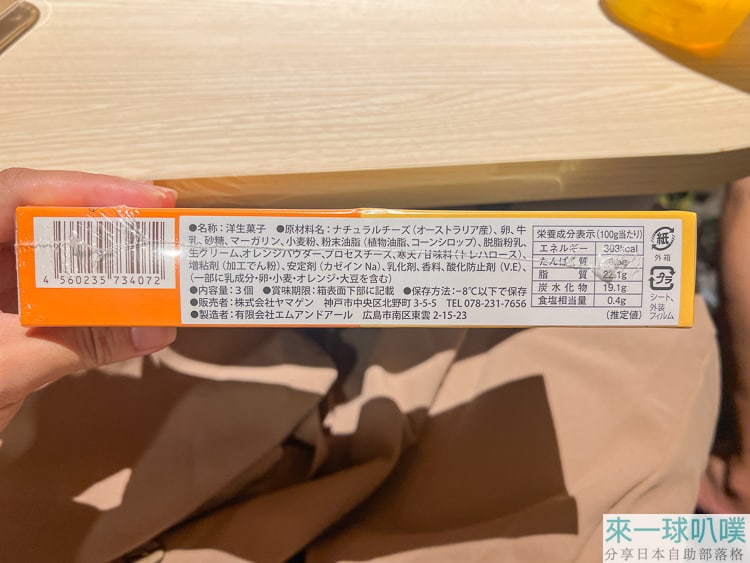 4 560235 734072
●名称：洋生菓子 ●原材料名：ナチュラルチーズ（オーストラリア産）、卵、牛
乳、砂糖、マーガリン、小麦粉、粉末油脂（植物油脂、コーンシロップ）、脱脂粉乳、
生クリーム、オレンジパウダー、プロセスチーズ、寒天/甘味料（トレハロース）、
増粘剤（加工でん粉）、安定剤（カゼインNa）、乳化剤、香料、酸化防止剤（V.E）、
（一部に乳成分・卵・小麦・オレンジ・大豆を含む）
●内容量：3個 ●賞味期限：箱表面下部に記載 ●保存方法：-8℃以下で保存
●販売者：株式会社ヤマゲン 神戸市中央区北野町3-5-5 TEL 078-231-7656
●製造者：有限会社エムアンドアール 広島市南区東雲2-15-23
栄養成分表示（100g当たり）
エネルギー 303kcal
たんぱく質
脂質 22.1g
炭水化物 19.1g
食塩相当量 0.4g
（推定値）
紙
外箱
プラ
シート、
外装
フィルム
來一球叭噗
分享日本自助部落格